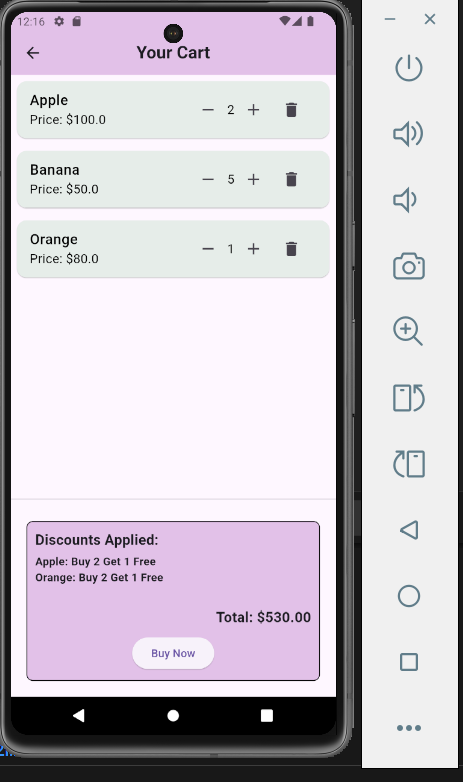 12:16
Your Cart
Apple
Price: $100.0
2
Banana
Price: $50.0
5
Orange
Price: $80.0
1
Discounts Applied:
Apple: Buy 2 Get 1 Free
Orange: Buy 2 Get 1 Free
Total: $530.00
Buy Now